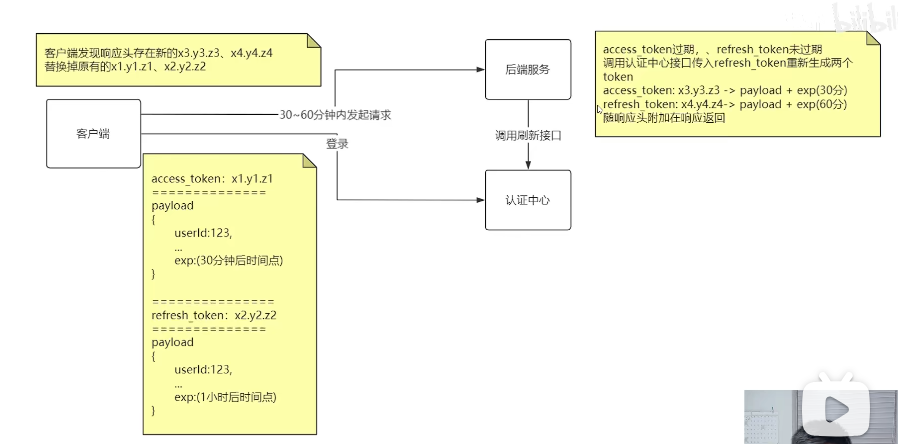 客户端发现响应头存在新的x3.y3.z3、x4.y4.z4
替换掉原有的x1.y1.z1、x2.y2.z2
后端服务
access_token过期，、refresh_token未过期
调用认证中心接口传入refresh_token重新生成两个
token
access_token: x3.y3.z3 -> payload + exp(30分)
refresh_token: x4.y4.z4-> payload + exp(60分)
随响应头附加在响应返回
客户端
30~60分钟内发起请求
登录
调用刷新接口
认证中心
access_token：x1.y1.z1
==============
payload
{
userId:123,
...
exp:(30分钟后时间点)
}
===============
refresh_token：x2.y2.z2
==============
payload
{
userId:123,
...
exp:(1小时后时间点)
}
bilibili